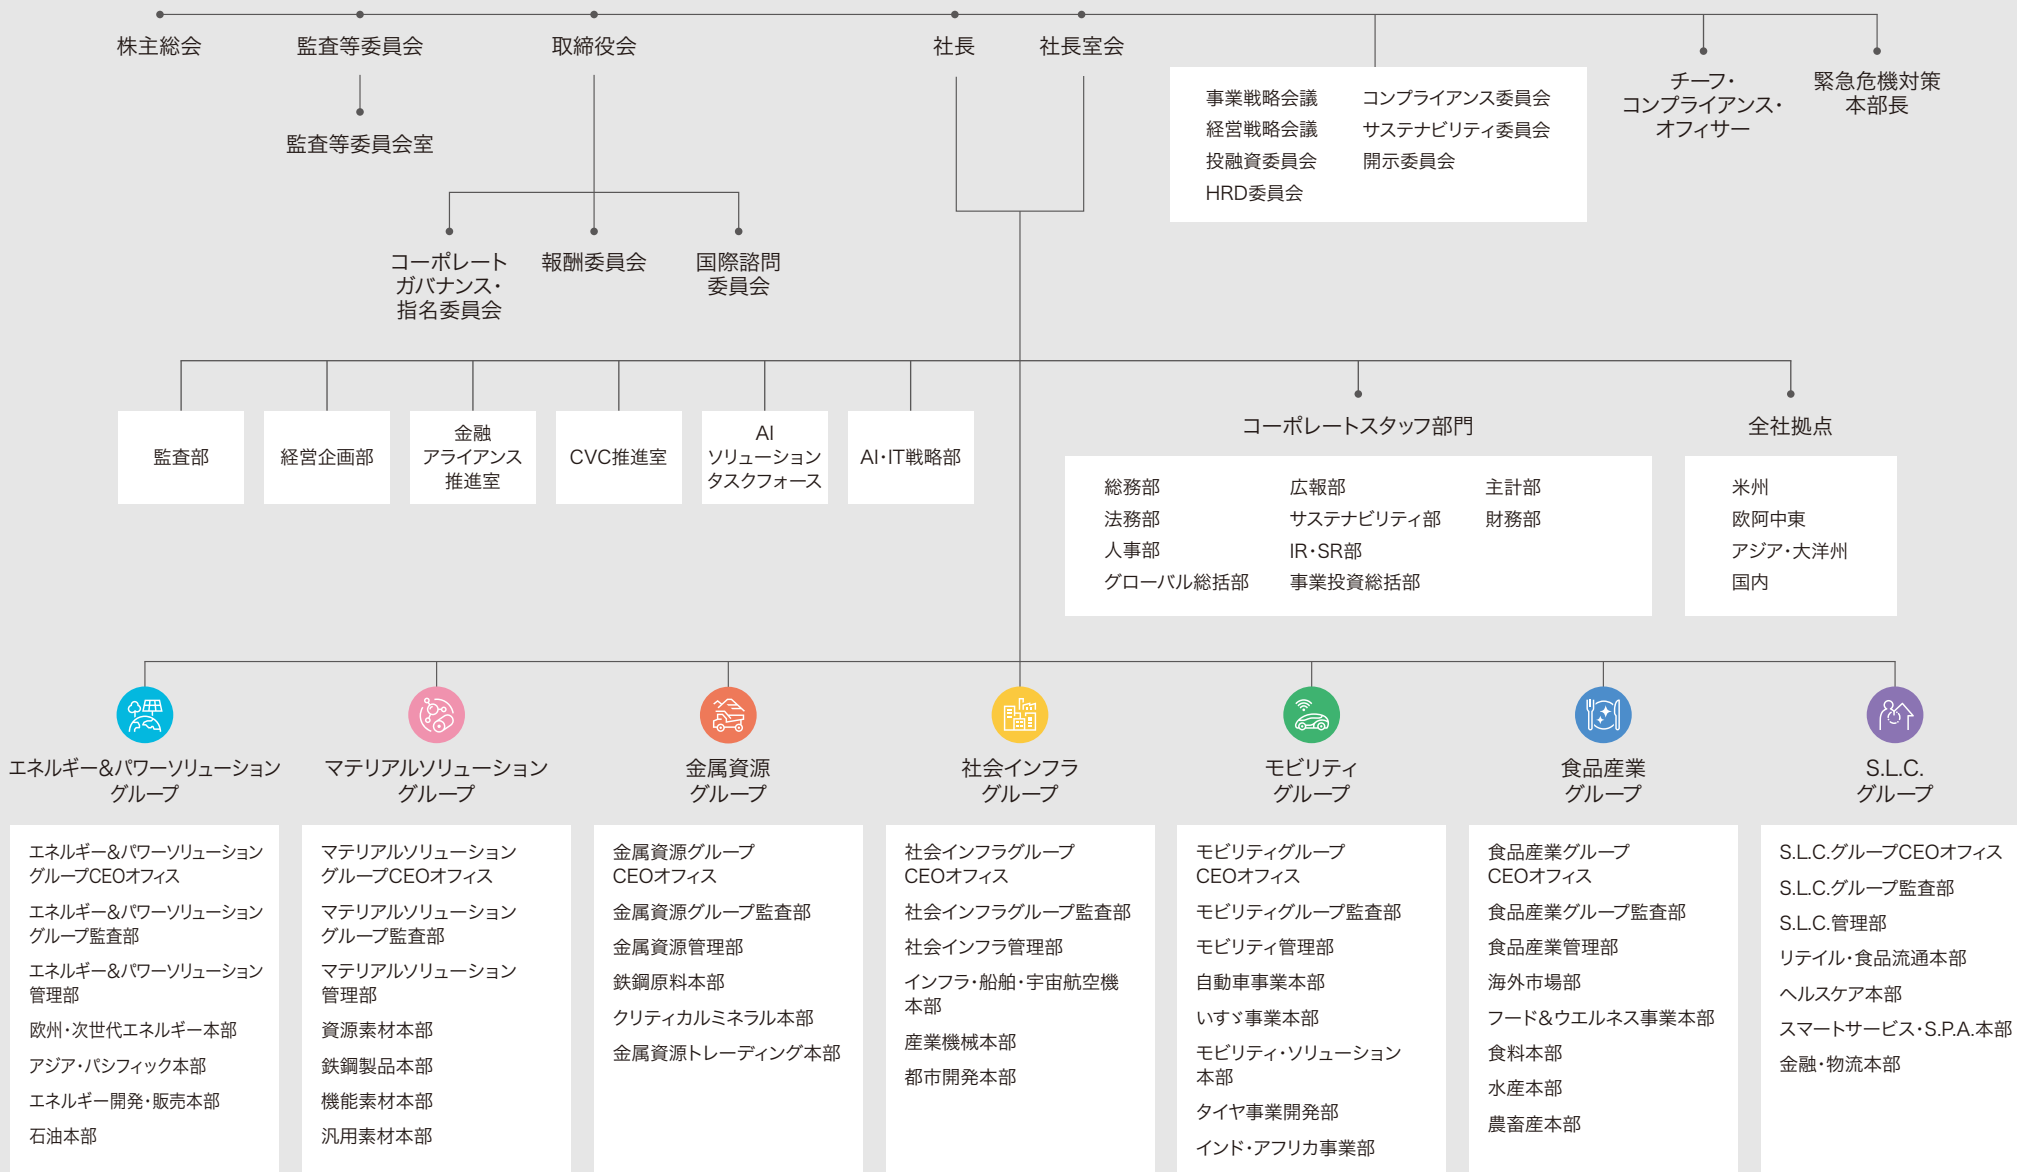 株主総会
監査等委員会
取締役会
社長
社長室会
監査等委員会室
事業戦略会議
経営戦略会議
投融資委員会
HRD委員会
コンプライアンス委員会
サステナビリティ委員会
開示委員会
チーフ・
コンプライアンス・
オフィサー
緊急危機対策
本部長
コーポレート
ガバナンス・
指名委員会
報酬委員会
国際諮問
委員会
監査部
経営企画部
金融
アライアンス
推進室
CVC推進室
AI
ソリューション
タスクフォース
AI・IT戦略部
コーポレートスタッフ部門
総務部
法務部
人事部
グローバル総括部
広報部
サステナビリティ部
IR・SR部
事業投資総括部
主計部
財務部
全社拠点
米州
欧阿中東
アジア・大洋州
国内
エネルギー&パワーソリューション
グループ
エネルギー&パワーソリューション
グループCEOオフィス
エネルギー&パワーソリューション
グループ監査部
エネルギー&パワーソリューション
管理部
欧州・次世代エネルギー本部
アジア・パシフィック本部
エネルギー開発・販売本部
石油本部
マテリアルソリューション
グループ
マテリアルソリューション
グループCEOオフィス
マテリアルソリューション
グループ監査部
マテリアルソリューション
管理部
資源素材本部
鉄鋼製品本部
機能素材本部
汎用素材本部
金属資源
グループ
金属資源グループ
CEOオフィス
金属資源グループ監査部
金属資源管理部
鉄鋼原料本部
クリティカルミネラル本部
金属資源トレーディング本部
社会インフラ
グループ
社会インフラグループ
CEOオフィス
社会インフラグループ監査部
社会インフラ管理部
インフラ・船舶・宇宙航空機
本部
産業機械本部
都市開発本部
モビリティ
グループ
モビリティグループ
CEOオフィス
モビリティグループ監査部
モビリティ管理部
自動車事業本部
いすゞ事業本部
モビリティ・ソリューション
本部
タイヤ事業開発部
インド・アフリカ事業部
食品産業
グループ
食品産業グループ
CEOオフィス
食品産業グループ監査部
食品産業管理部
海外市場部
フード&ウエルネス事業本部
食料本部
水産本部
農畜産本部
S.L.C.
グループ
S.L.C.グループCEOオフィス
S.L.C.グループ監査部
S.L.C.管理部
リテイル・食品流通本部
ヘルスケア本部
スマートサービス・S.P.A.本部
金融・物流本部